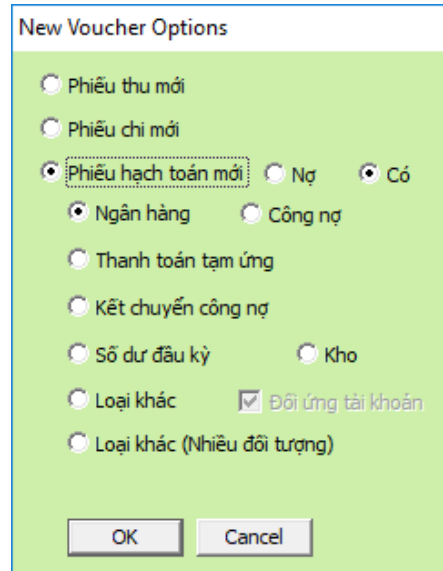 New Voucher Options
Phiếu thu mới
Phiếu chi mới
Phiếu hạch toán mới Nợ Có
Ngân hàng Công nợ
Thanh toán tạm ứng
Kết chuyển công nợ
Số dư đầu kỳ Kho
Loại khác Đối ứng tài khoản
Loại khác (Nhiều đối tượng)
OK Cancel